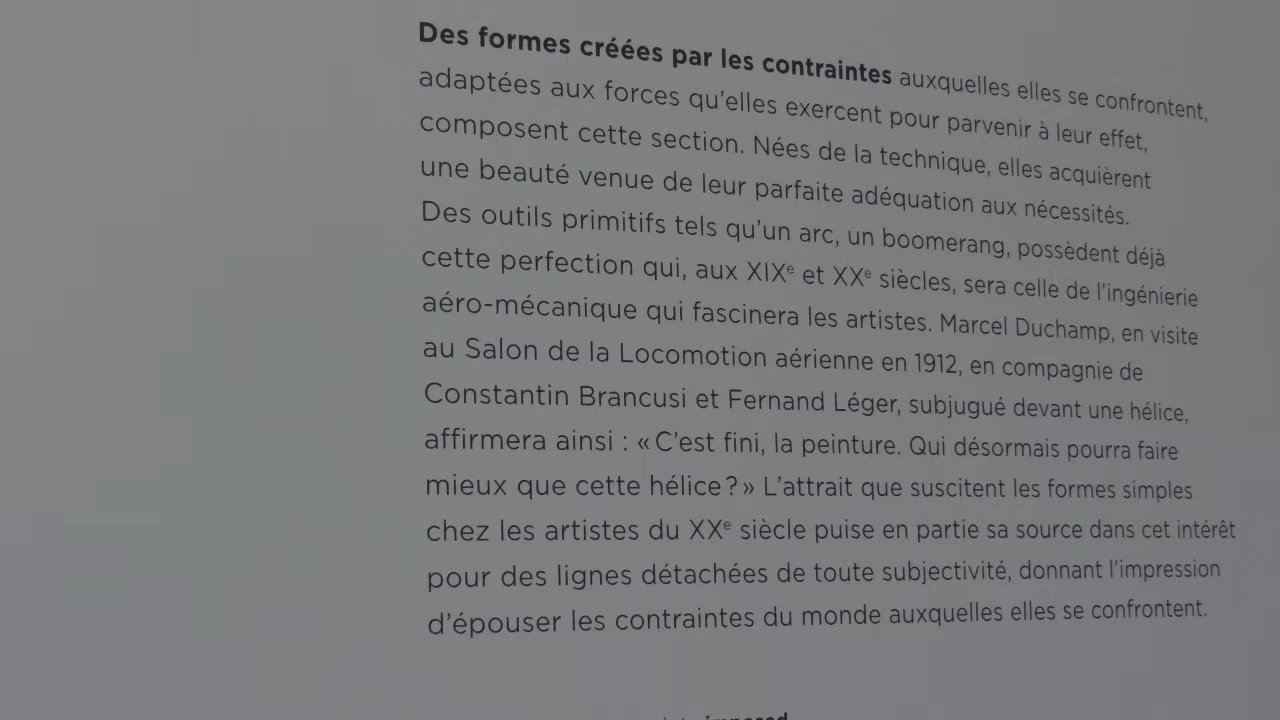 Des formes créées par les contraintes auxquelles elles se confrontent,
adaptées aux forces qu'elles exercent pour parvenir à leur effet,
composent cette section. Nées de la technique, elles acquièrent
une beauté venue de leur parfaite adéquation aux nécessités.
Des outils primitifs tels qu'un arc, un boomerang, possèdent déjà
cette perfection qui, aux XIXᵉ et XXᵉ siècles, sera celle de l'ingénierie
aéro-mécanique qui fascinera les artistes. Marcel Duchamp, en visite
au Salon de la Locomotion aérienne en 1912, en compagnie de
Constantin Brancusi et Fernand Léger, subjugué devant une hélice,
affirmera ainsi : « C'est fini, la peinture. Qui désormais pourra faire
mieux que cette hélice ? » L'attrait que suscitent les formes simples
chez les artistes du XXᵉ siècle puise en partie sa source dans cet intérêt
pour des lignes détachées de toute subjectivité, donnant l'impression
d'épouser les contraintes du monde auxquelles elles se confrontent.
imposed